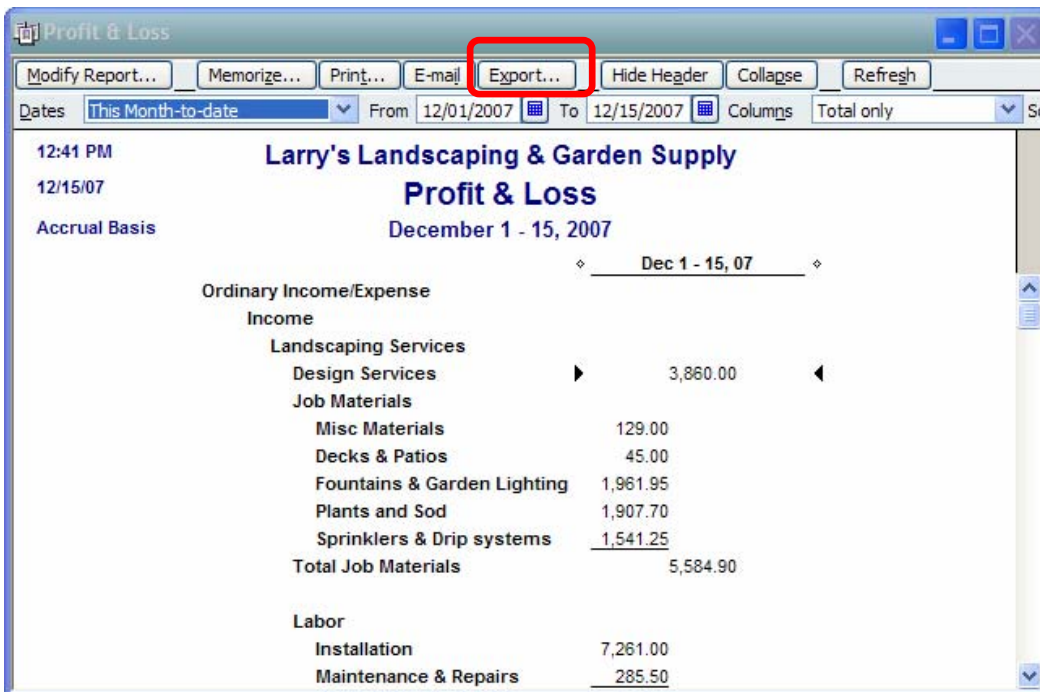 Profit & Loss
Modify Report... Memorize... Print... E-mail Export... Hide Header Collapse Refresh
Dates This Month-to-date From 12/01/2007 To 12/15/2007 Columns Total only
12:41 PM Larry's Landscaping & Garden Supply
12/15/07 Profit & Loss
Accrual Basis December 1 - 15, 2007
Dec 1 - 15, 07
Ordinary Income/Expense
Income
Landscaping Services
Design Services 3,860.00
Job Materials
Misc Materials 129.00
Decks & Patios 45.00
Fountains & Garden Lighting 1,961.95
Plants and Sod 1,907.70
Sprinklers & Drip systems 1,541.25
Total Job Materials 5,584.90
Labor
Installation 7,261.00
Maintenance & Repairs 285.50